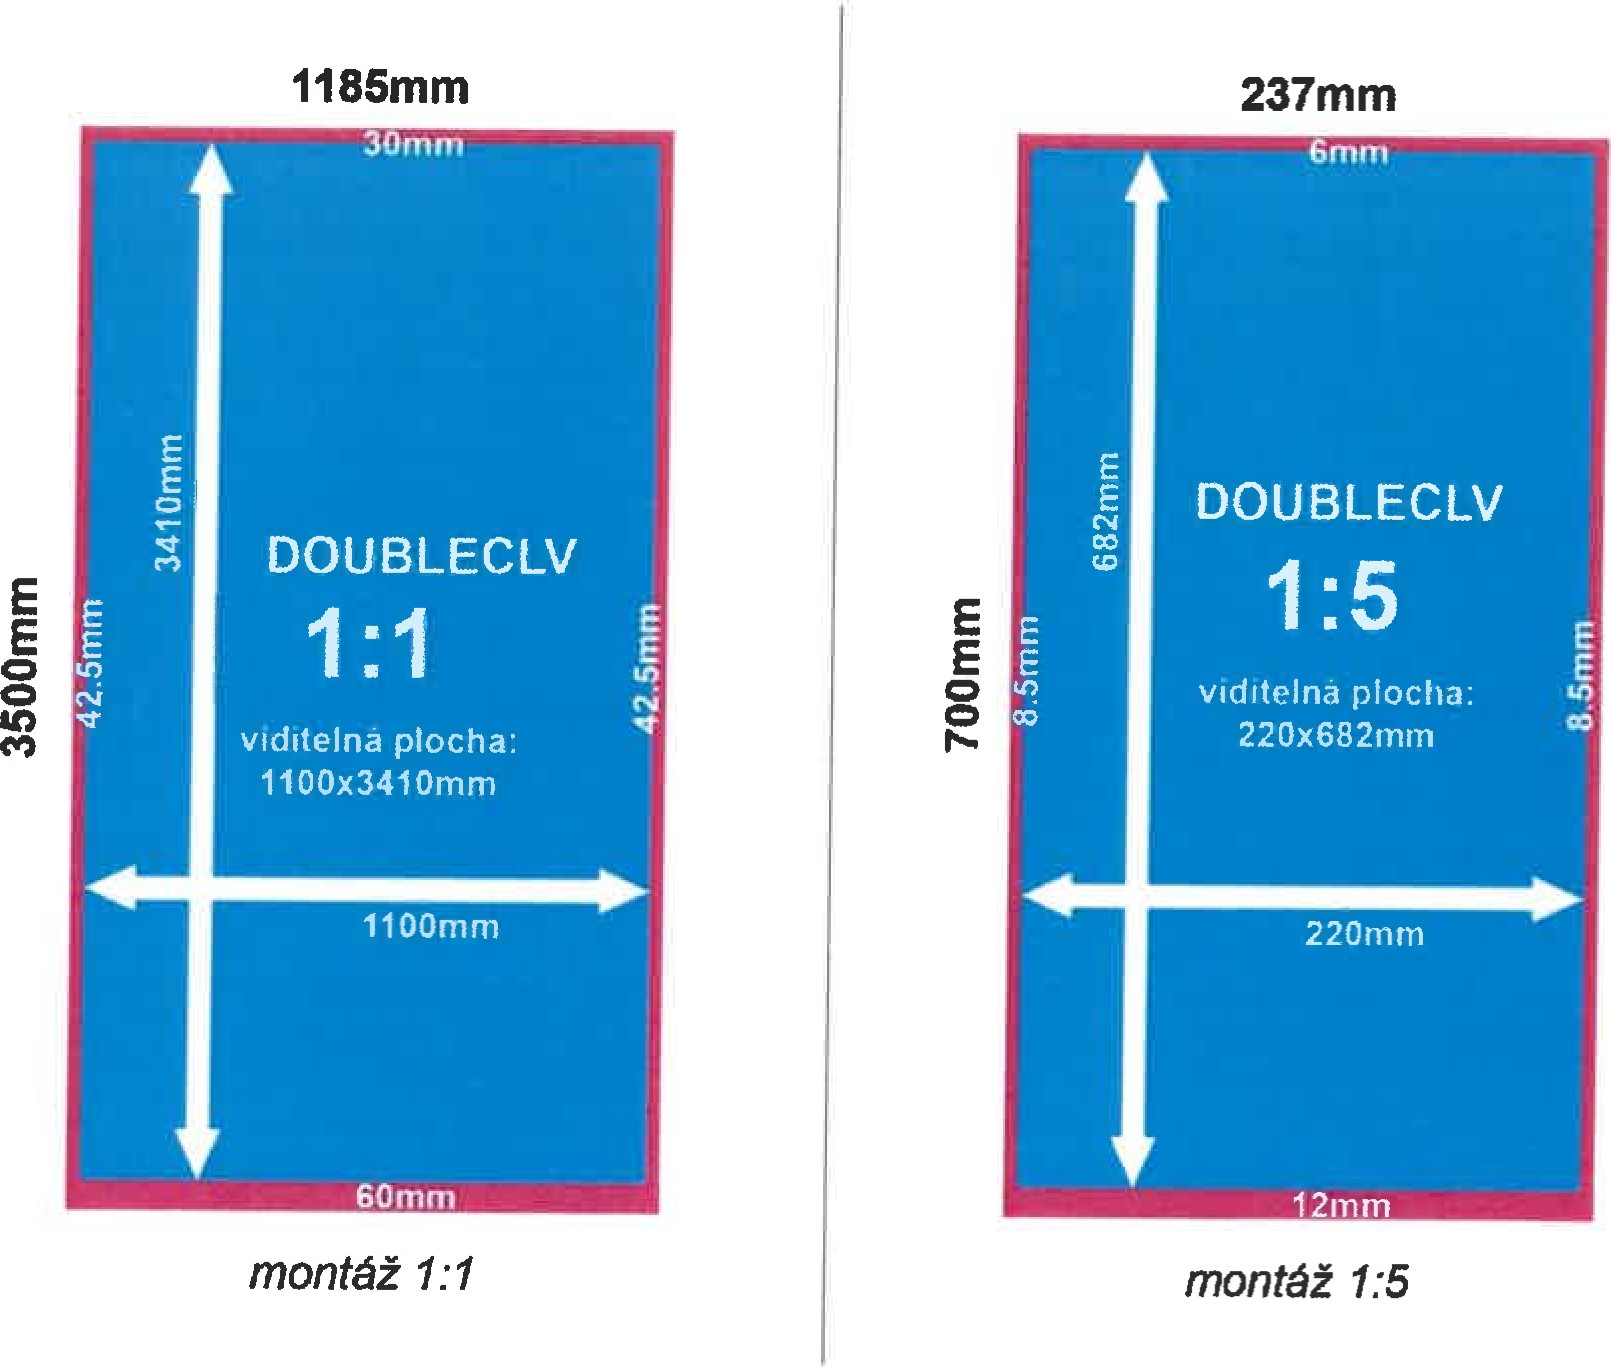 1185mm
30mm
3410mm
3500mm
42.5mm
DOUBLECLV
1:1
42.5mm
viditelná plocha:
1100x3410mm
1100mm
60mm
montáž 1:1
237mm
6mm
682mm
700mm
8.5mm
DOUBLECLV
1:5
8.5mm
viditelná plocha:
220x682mm
220mm
12mm
montáž 1:5